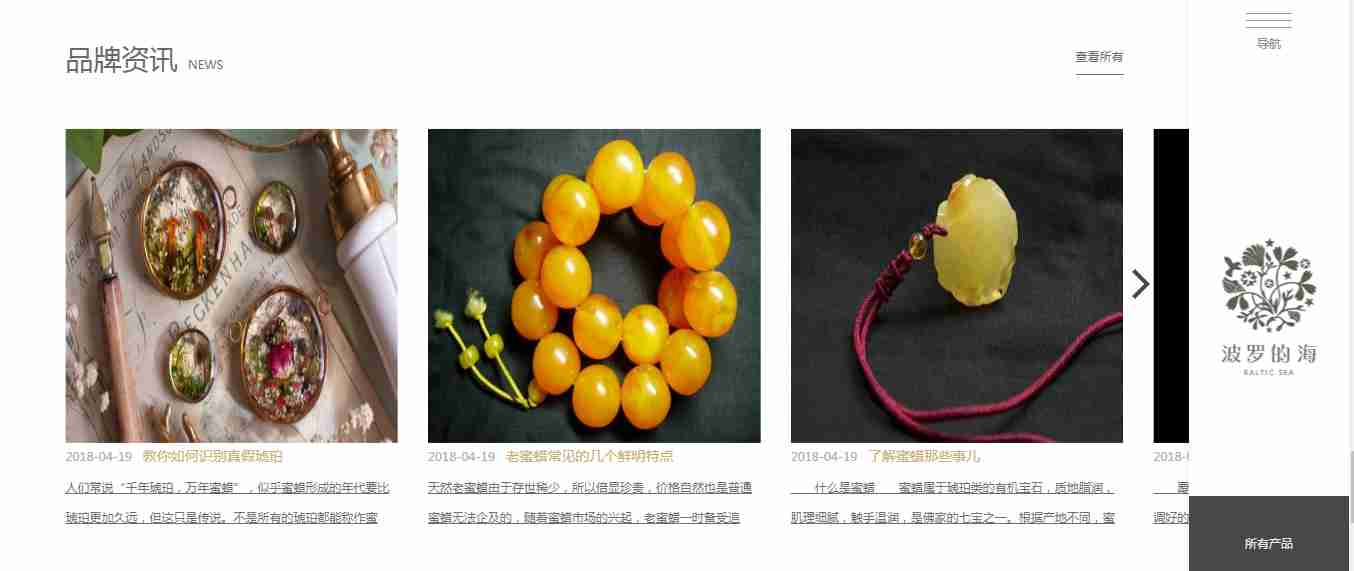 品牌资讯 NEWS
查看所有
导航
2018-04-19 教你如何识别真假琥珀
人们常说“千年琥珀，万年蜜蜡”，似乎蜜蜡形成的年代要比
琥珀更加久远，但这只是传说。不是所有的琥珀都能称作蜜
2018-04-19 老蜜蜡常见的几个鲜明特点
天然老蜜蜡由于存世稀少，所以倍显珍贵，价格自然也是普通
蜜蜡无法企及的，随着蜜蜡市场的兴起，老蜜蜡一时备受追
2018-04-19 了解蜜蜡那些事儿
什么是蜜蜡 蜜蜡属于琥珀类的有机宝石，质地脂润，
肌理细腻，触手温润，是佛家的七宝之一。根据产地不同，蜜
2018-
调好的
波罗的海
BALTIC SEA
所有产品